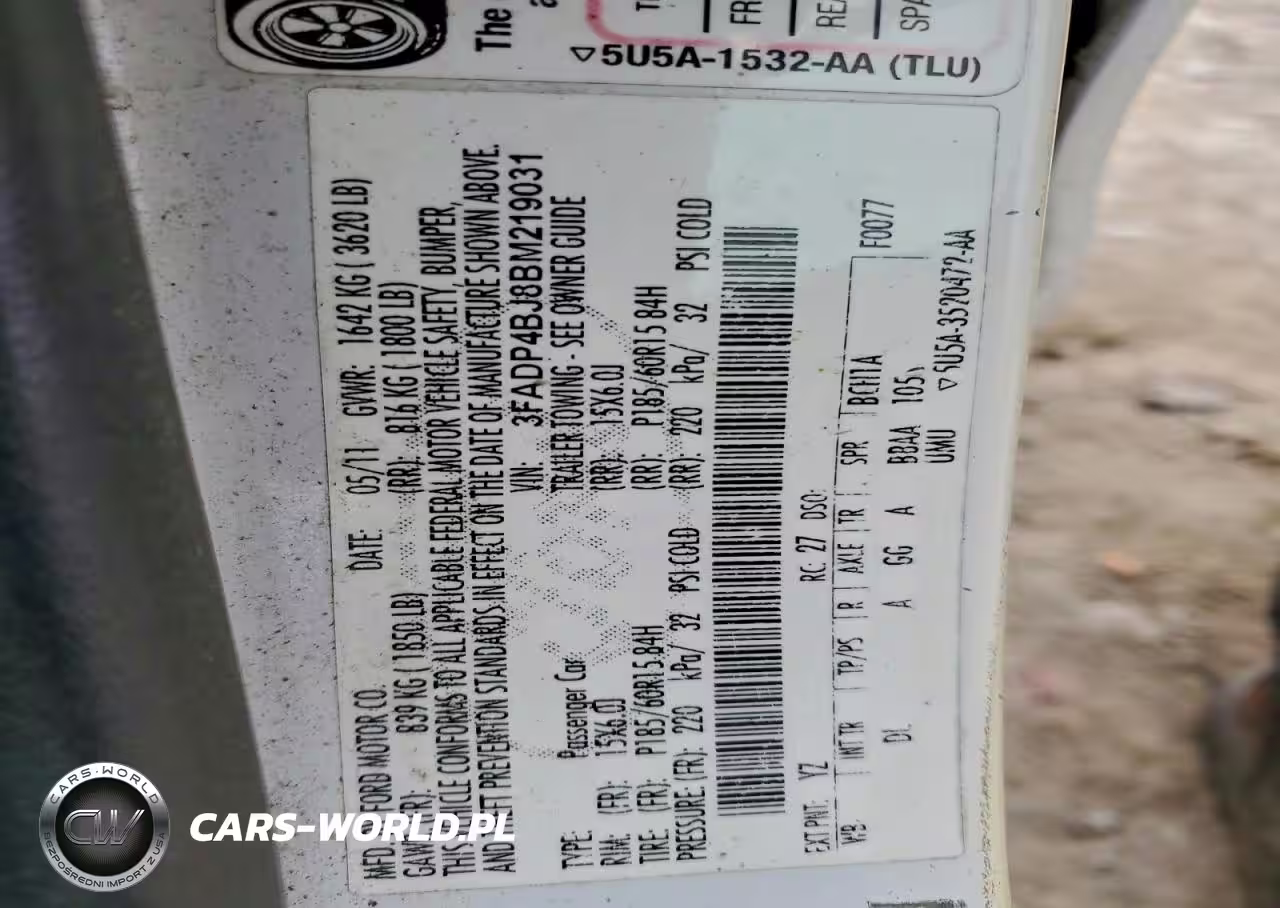 The
TI
FR
REA
SPA
▽5U5A-1532-AA (TLU)
MFD. BY FORD MOTOR CO. DATE: 05/11 GVWR: 1642 KG ( 3620 LB)
GAWR(FR): 839 KG ( 1850 LB) (RR): 816 KG ( 1800 LB)
THIS VEHICLE CONFORMS TO ALL APPLICABLE FEDERAL MOTOR VEHICLE SAFETY, BUMPER,
AND THEFT PREVENTION STANDARDS IN EFFECT ON THE DATE OF MANUFACTURE SHOWN ABOVE.
VIN: 3FADP4BJ8BM219031
TYPE: Passenger Car TRAILER TOWING - SEE OWNER GUIDE
RIM: (FR): 15X6.0J (RR): 15X6.0J
TIRE: (FR): P185/60R15 84H (RR): P185/60R15 84H
PRESSURE (FR): 220 kPa/ 32 PSI COLD (RR): 220 kPa/ 32 PSI COLD
EXT PNT: YZ RC: 27 DSO:
WB INT TR TP/PS R AXLE TR SPR BCH1A F0077
DL A GG A BBAA 105
UMU
▽5U5A-3520472-AA
CARS-WORLD
CW
BEZPOŚREDNI IMPORT Z USA
CARS-WORLD.PL